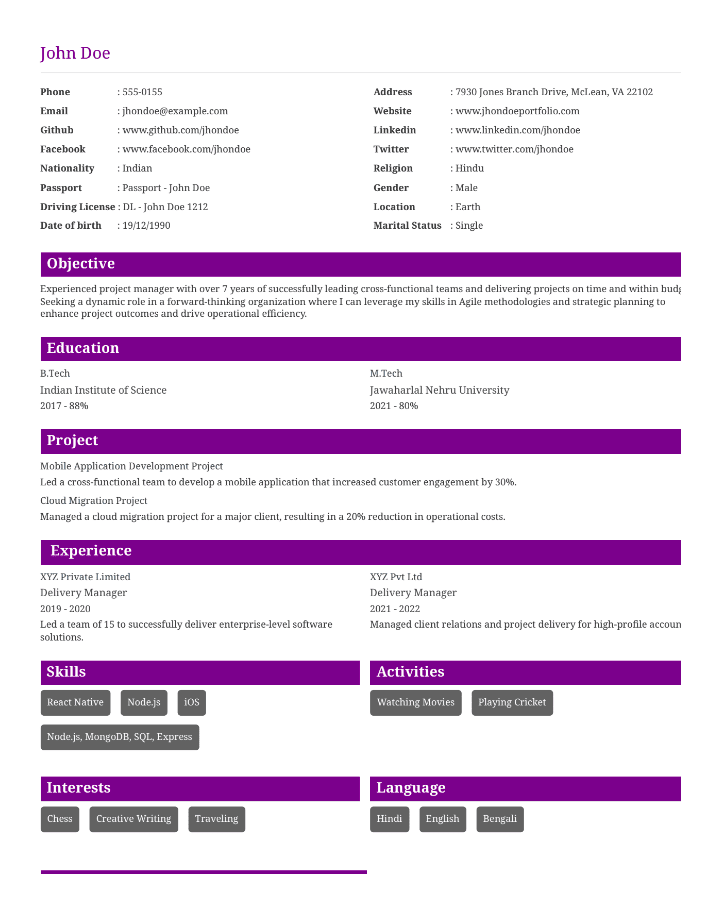 John Doe
Phone : 555-0155
Address : 7930 Jones Branch Drive, McLean, VA 22102
Email : jhondoe@example.com
Website : www.jhondoeportfolio.com
Github : www.github.com/jhondoe
Linkedin : www.linkedin.com/jhondoe
Facebook : www.facebook.com/jhondoe
Twitter : www.twitter.com/jhondoe
Nationality : Indian
Religion : Hindu
Passport : Passport - John Doe
Gender : Male
Driving License : DL - John Doe 1212
Location : Earth
Date of birth : 19/12/1990
Marital Status : Single
Objective
Experienced project manager with over 7 years of successfully leading cross-functional teams and delivering projects on time and within budg
Seeking a dynamic role in a forward-thinking organization where I can leverage my skills in Agile methodologies and strategic planning to
enhance project outcomes and drive operational efficiency.
Education
B.Tech
Indian Institute of Science
2017 - 88%
M.Tech
Jawaharlal Nehru University
2021 - 80%
Project
Mobile Application Development Project
Led a cross-functional team to develop a mobile application that increased customer engagement by 30%.
Cloud Migration Project
Managed a cloud migration project for a major client, resulting in a 20% reduction in operational costs.
Experience
XYZ Private Limited
Delivery Manager
2019 - 2020
Led a team of 15 to successfully deliver enterprise-level software
solutions.
XYZ Pvt Ltd
Delivery Manager
2021 - 2022
Managed client relations and project delivery for high-profile accoun
Skills
React Native Node.js iOS
Node.js, MongoDB, SQL, Express
Activities
Watching Movies Playing Cricket
Interests
Chess Creative Writing Traveling
Language
Hindi English Bengali